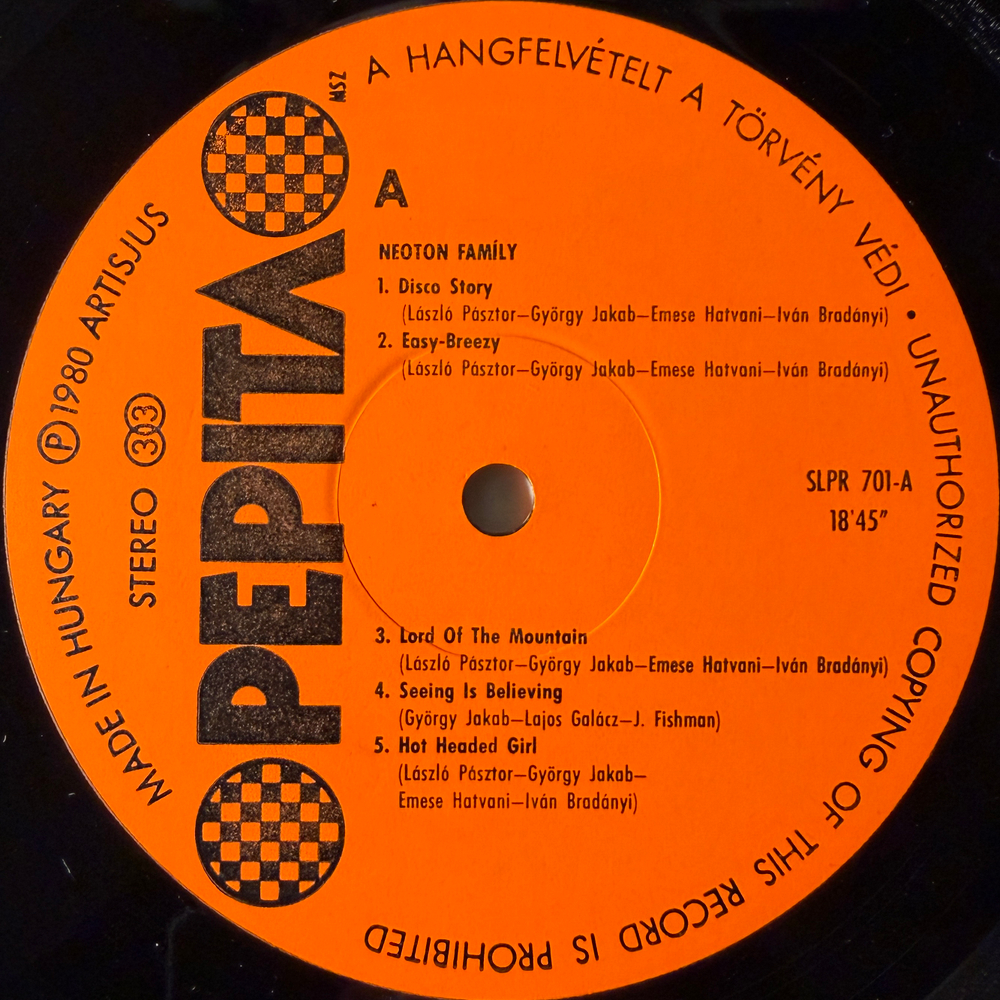 A HANGFELVÉTELT A TÖRVÉNY VÉDI • UNAUTHORIZED COPYING OF THIS RECORD IS PROHIBITED
MADE IN HUNGARY Ⓟ 1980 ARTISJUS
STEREO 33
MSZ
PEPITA
A
NEOTON FAMÍLY
1. Disco Story
(László Pásztor—György Jakab—Emese Hatvani—Iván Bradányi)
2. Easy-Breezy
(László Pásztor—György Jakab—Emese Hatvani—Iván Bradányi)
SLPR 701-A
18'45"
3. Lord Of The Mountain
(László Pásztor—György Jakab—Emese Hatvani—Iván Bradányi)
4. Seeing Is Believing
(György Jakab—Lajos Galácz—J. Fishman)
5. Hot Headed Girl
(László Pásztor—György Jakab—
Emese Hatvani—Iván Bradányi)